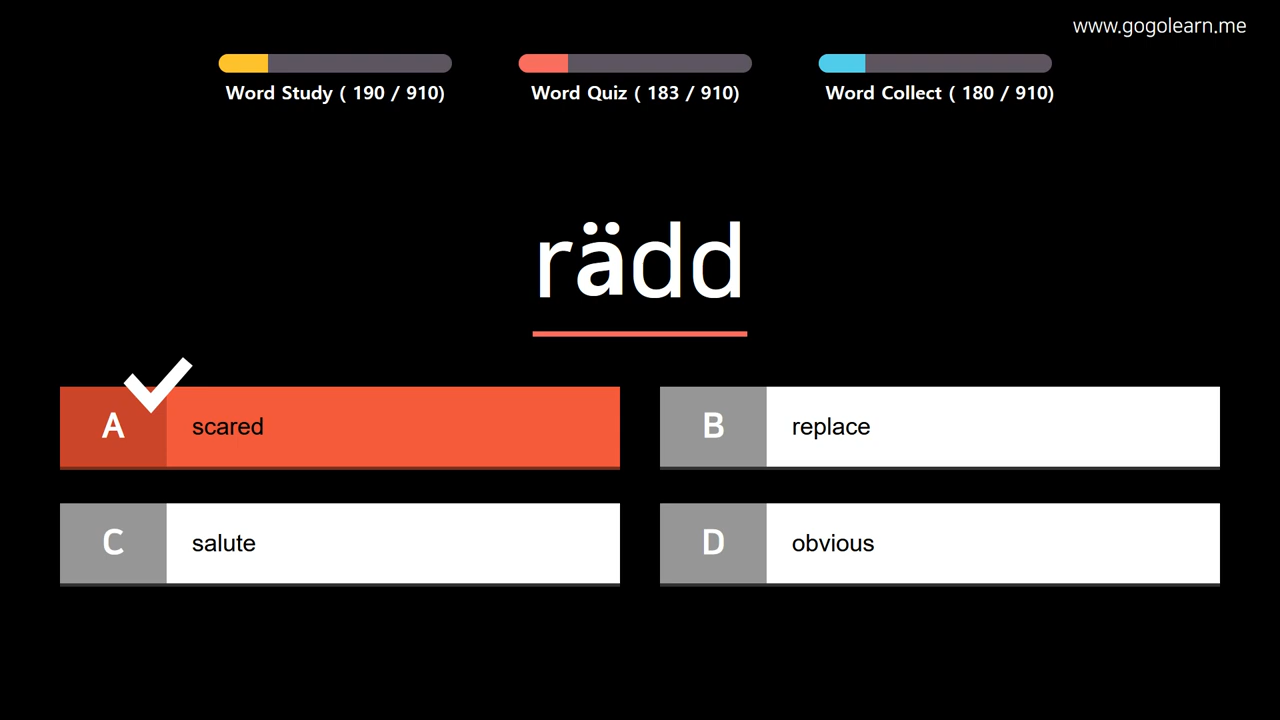 www.gogolearn.me
Word Study ( 190 / 910)
Word Quiz ( 183 / 910)
Word Collect ( 180 / 910)
rädd
A scared
B replace
C salute
D obvious